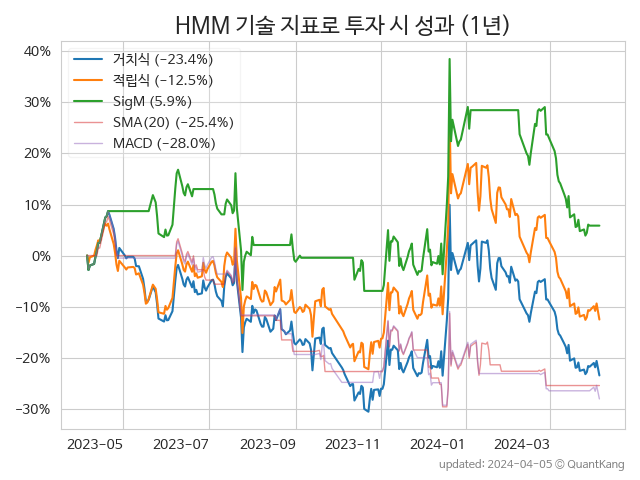 HMM 기술 지표로 투자 시 성과 (1년)
40%
30%
20%
10%
0%
−10%
−20%
−30%
거치식 (−23.4%)
적립식 (−12.5%)
SigM (5.9%)
SMA(20) (−25.4%)
MACD (−28.0%)
2023-05 2023-07 2023-09 2023-11 2024-01 2024-03
updated: 2024-04-05 © QuantKang